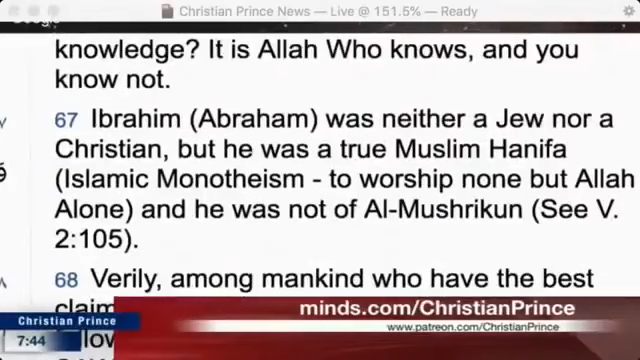 Christian Prince News — Live @ 151.5% — Ready
knowledge? It is Allah Who knows, and you
know not.
67 Ibrahim (Abraham) was neither a Jew nor a
Christian, but he was a true Muslim Hanifa
(Islamic Monotheism - to worship none but Allah
Alone) and he was not of Al-Mushrikun (See V.
2:105).
68 Verily, among mankind who have the best
claim
minds.com/ChristianPrince
www.patreon.com/ChristianPrince
Christian Prince
7:44